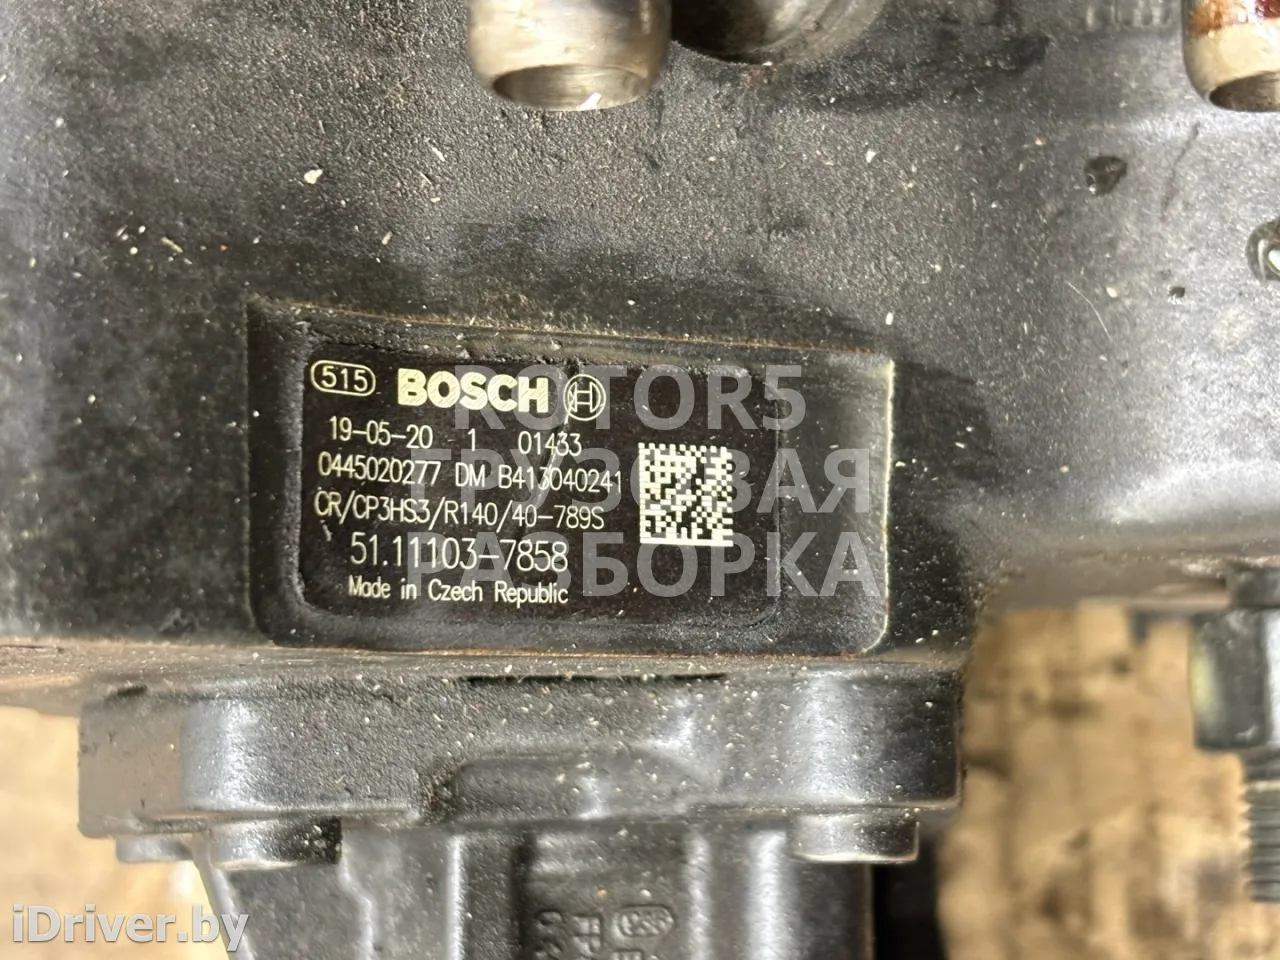 515 BOSCH
19-05-20 1 01433
0445020277 DM B413040241
CR/CP3HS3/R140/40-789S
51.11103-7858
Made in Czech Republic
ROTOR5
ГРУЗОВАЯ
РАЗБОРКА
iDriver.by